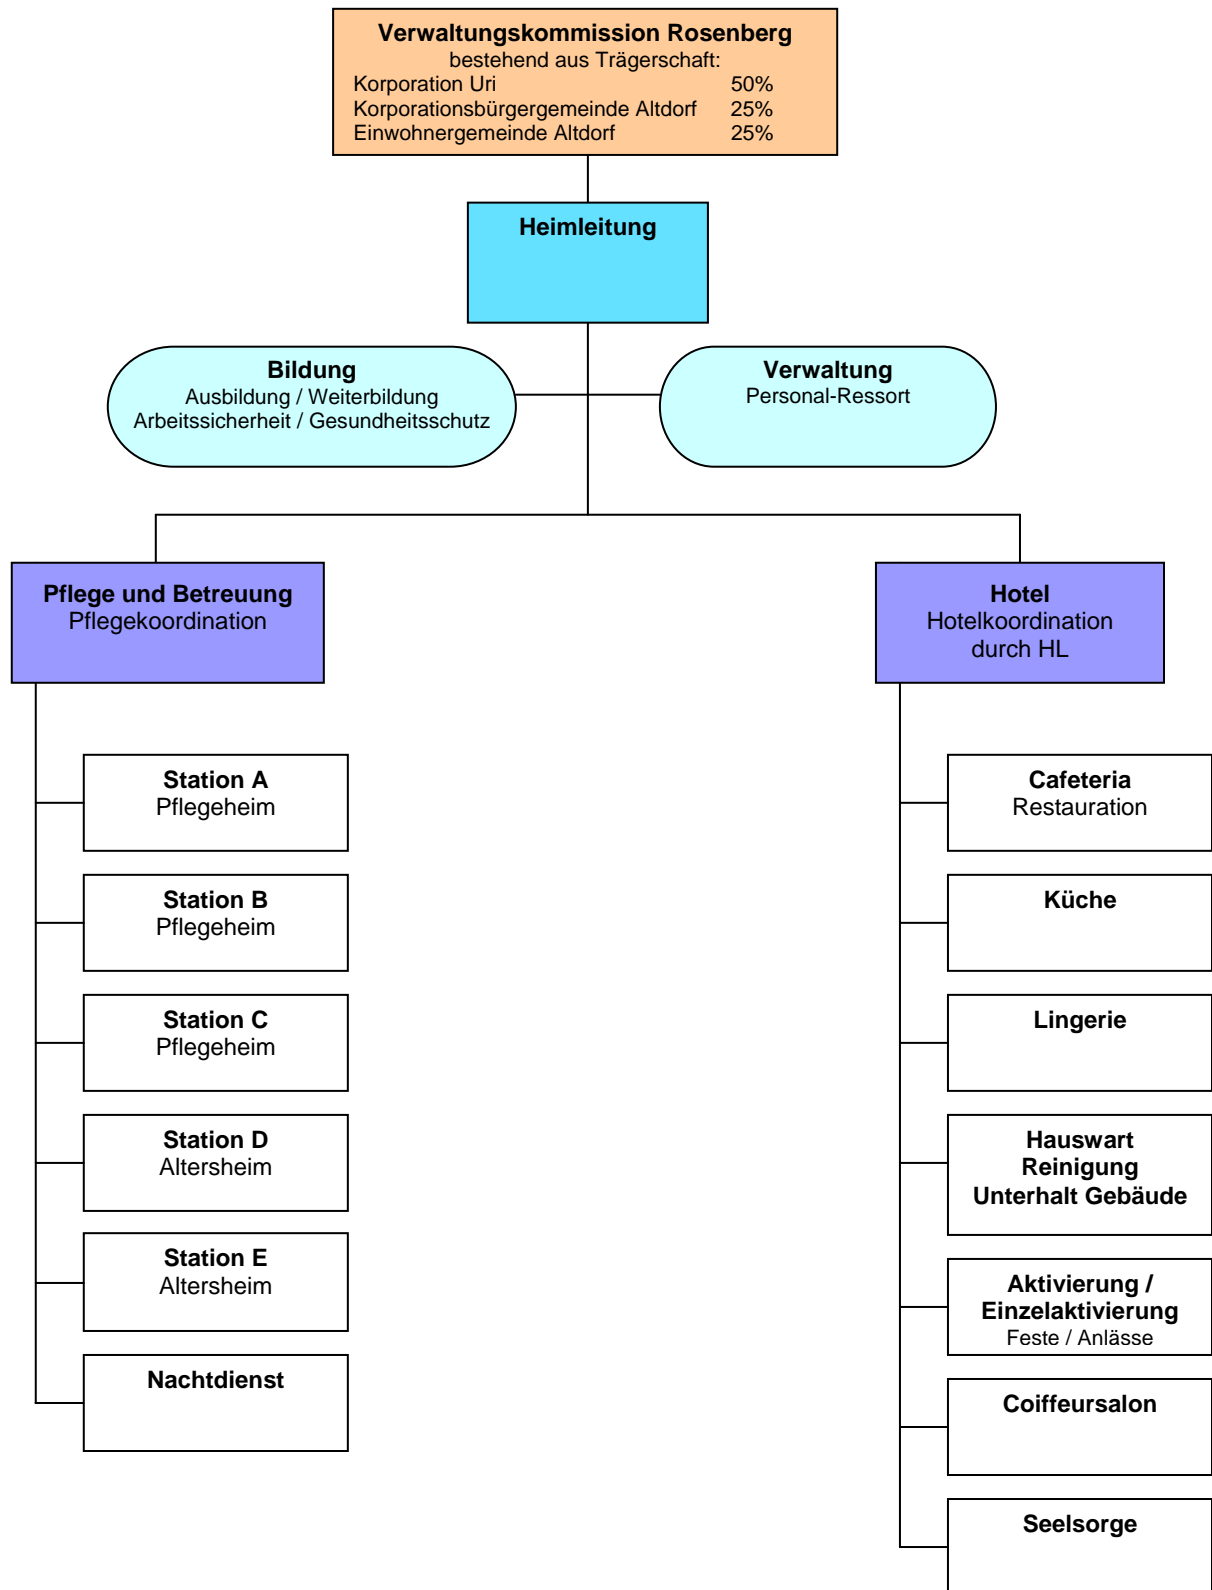 Verwaltungskommission Rosenberg
bestehend aus Trägerschaft:
Korporation Uri 50%
Korporationsbürgergemeinde Altdorf 25%
Einwohnergemeinde Altdorf 25%
Heimleitung
Bildung
Ausbildung / Weiterbildung
Arbeitssicherheit / Gesundheitsschutz
Verwaltung
Personal-Ressort
Pflege und Betreuung
Pflegekoordination
Hotel
Hotelkoordination
durch HL
Station A
Pflegeheim
Station B
Pflegeheim
Station C
Pflegeheim
Station D
Altersheim
Station E
Altersheim
Nachtdienst
Cafeteria
Restauration
Küche
Lingerie
Hauswart
Reinigung
Unterhalt Gebäude
Aktivierung /
Einzelaktivierung
Feste / Anlässe
Coiffeursalon
Seelsorge